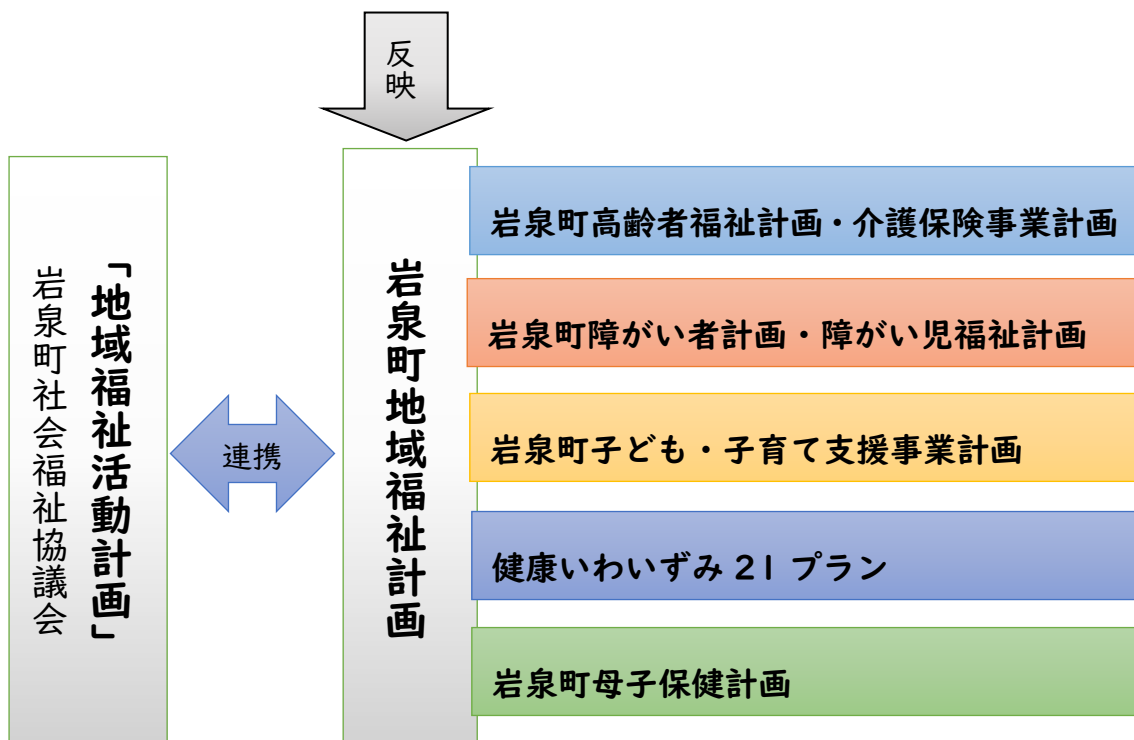 反映
「地域福祉活動計画」
岩泉町社会福祉協議会
連携
岩泉町地域福祉計画
岩泉町高齢者福祉計画・介護保険事業計画
岩泉町障がい者計画・障がい児福祉計画
岩泉町子ども・子育て支援事業計画
健康いわいずみ 21 プラン
岩泉町母子保健計画